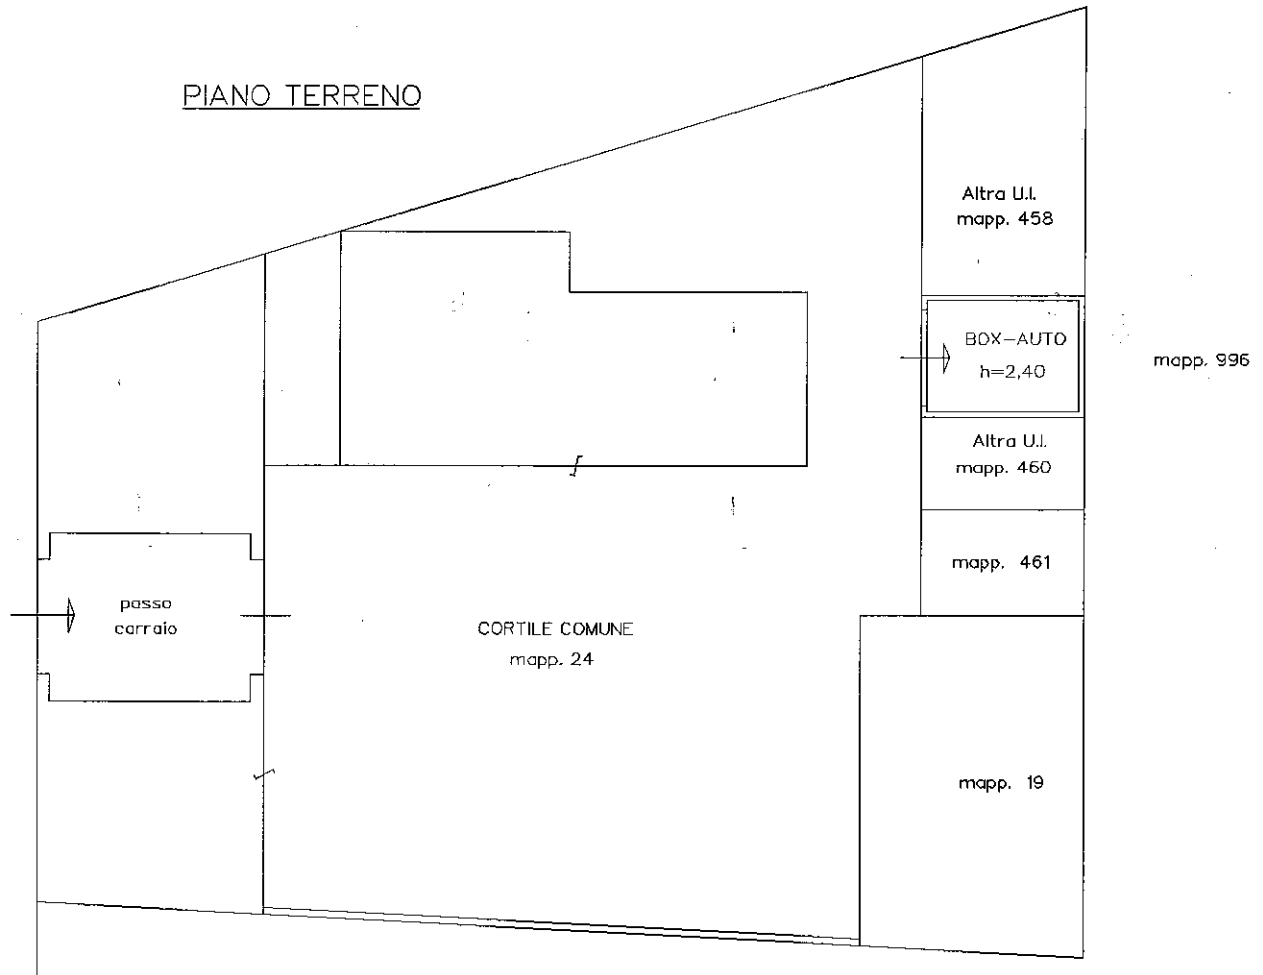 PIANO TERRENO
Altra U.I.
mapp. 458
BOX-AUTO
h=2,40
mapp. 996
Altra U.I.
mapp. 460
mapp. 461
passo
carraio
CORTILE COMUNE
mapp. 24
mapp. 19